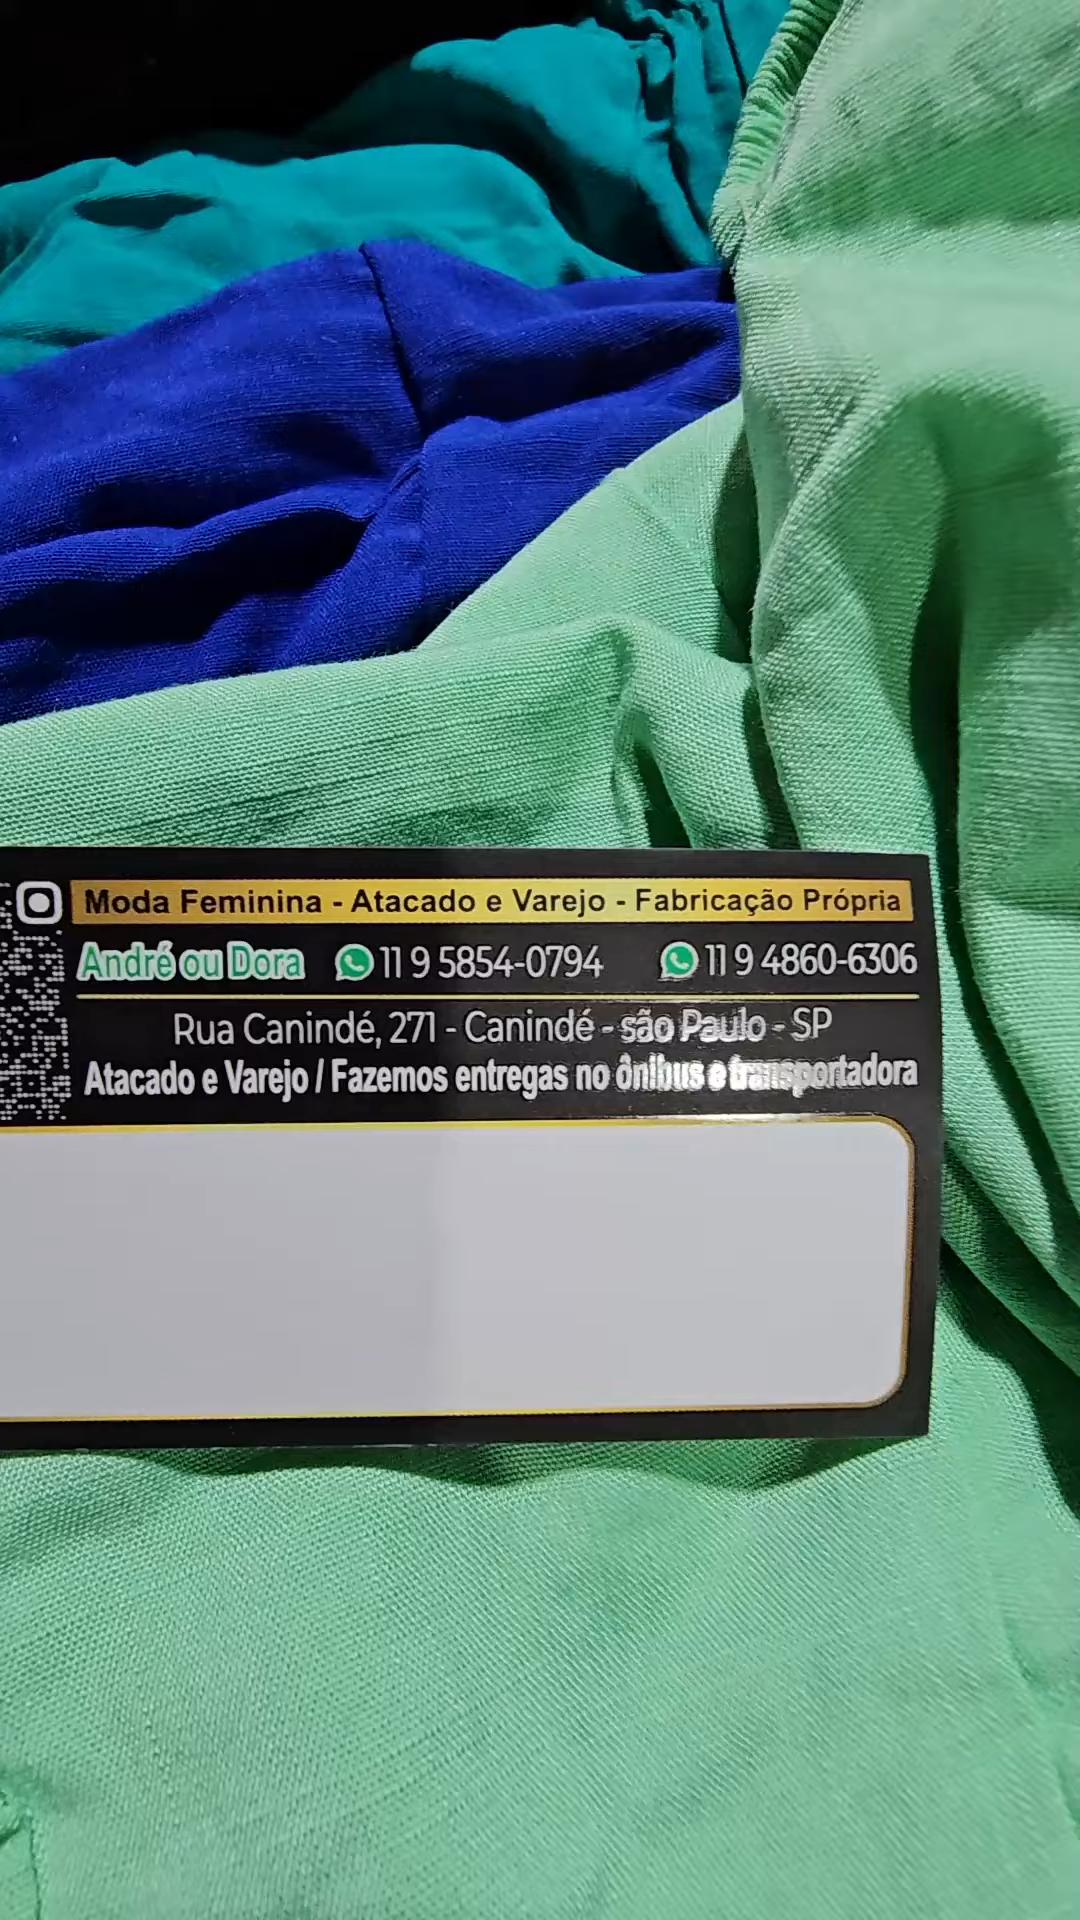 Moda Feminina - Atacado e Varejo - Fabricação Própria
André ou Dora 11 9 5854-0794 11 9 4860-6306
Rua Canindé, 271 - Canindé - são Paulo - SP
Atacado e Varejo / Fazemos entregas no ônibus e transportadora